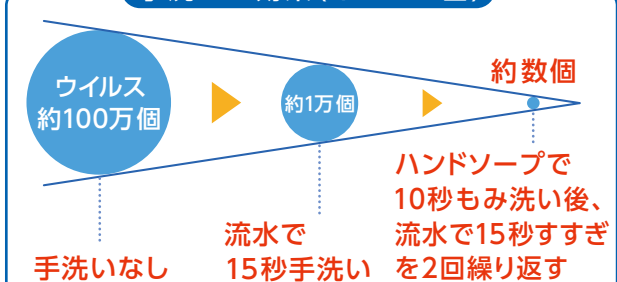 ウイルス
約100万個
約1万個
約数個
手洗いなし
流水で
15秒手洗い
ハンドソープで
10秒もみ洗い後、
流水で15秒すすぎ
を2回繰り返す